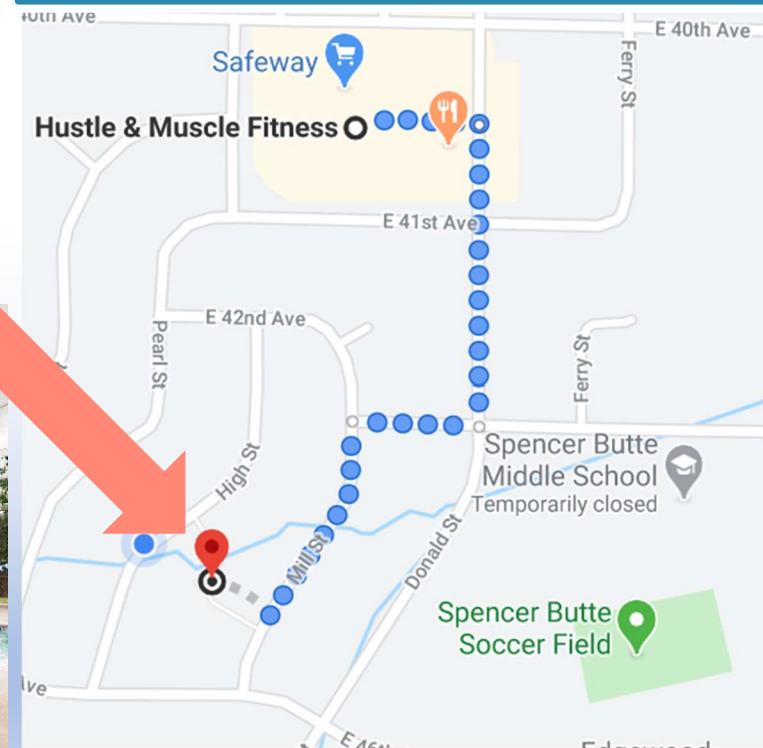 E 40th Ave
Ferry St
Safeway
Hustle & Muscle Fitness
E 41st Ave
E 42nd Ave
Pearl St
Ferry St
High St
Spencer Butte
Middle School
Temporarily closed
Mill St
Donald St
Spencer Butte
Soccer Field